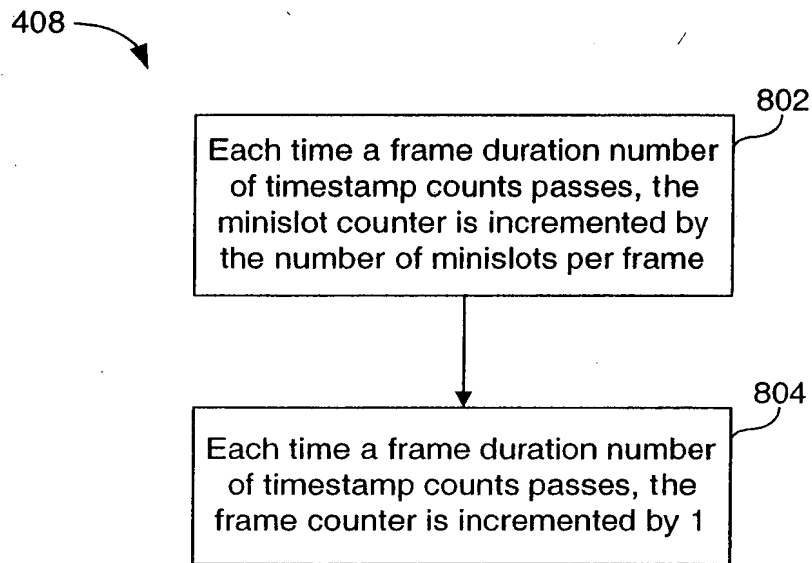 408
802
Each time a frame duration number
of timestamp counts passes, the
minislot counter is incremented by
the number of minislots per frame
804
Each time a frame duration number
of timestamp counts passes, the
frame counter is incremented by 1